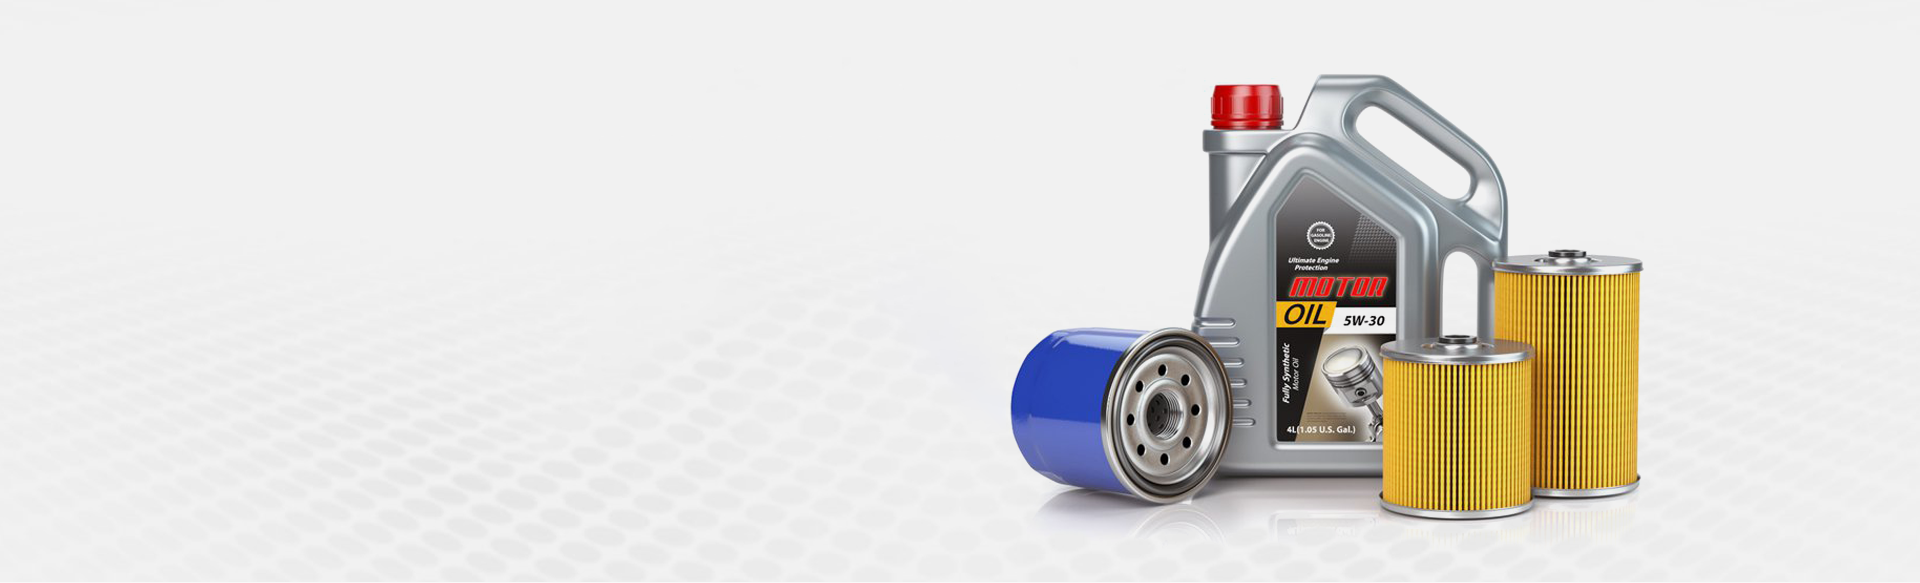 FOR
GASOLINE
ENGINE
Ultimate Engine
Protection
MOTOR
OIL
5W-30
Fully Synthetic
Motor Oil
4L(1.05 U.S. Gal.)